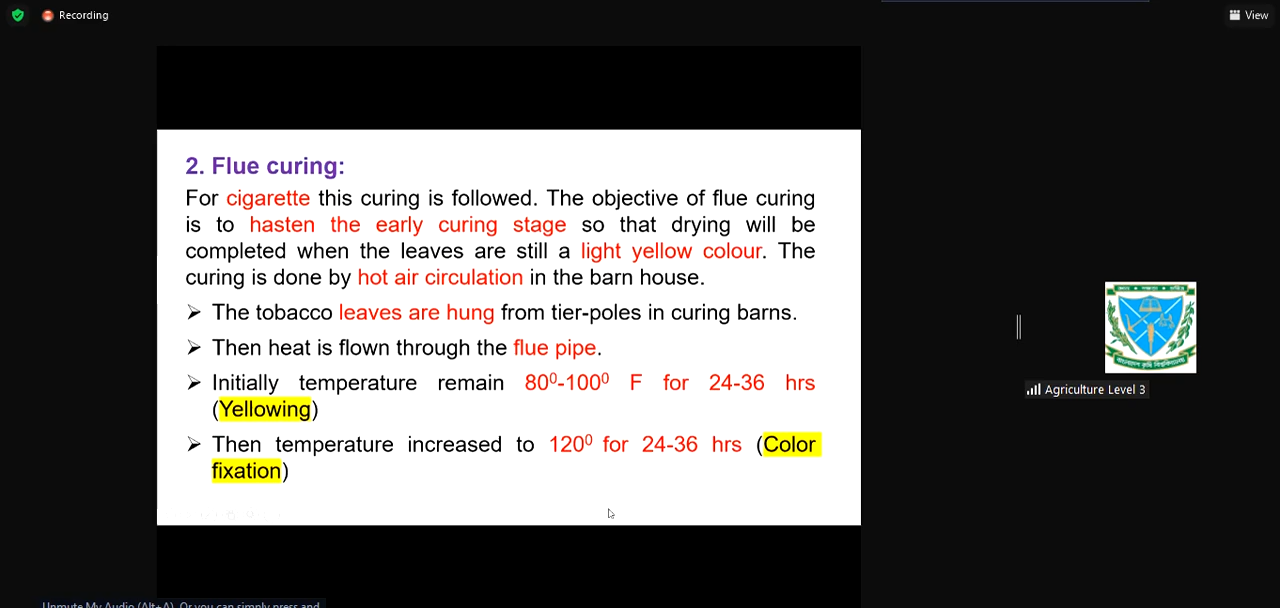 Recording
View
2. Flue curing:
For cigarette this curing is followed. The objective of flue curing
is to hasten the early curing stage so that drying will be
completed when the leaves are still a light yellow colour. The
curing is done by hot air circulation in the barn house.
➢ The tobacco leaves are hung from tier-poles in curing barns.
➢ Then heat is flown through the flue pipe.
➢ Initially temperature remain 80⁰-100⁰ F for 24-36 hrs
(Yellowing)
➢ Then temperature increased to 120⁰ for 24-36 hrs (Color
fixation)
Agriculture Level 3
Unmute My Audio (Alt+A). Or you can simply press and